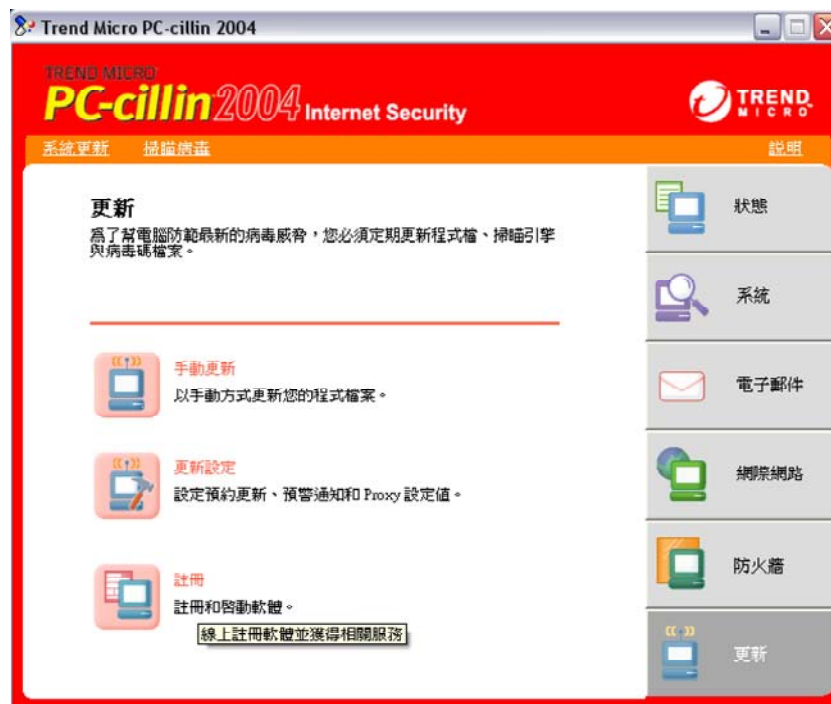 Trend Micro PC-cillin 2004
TREND MICRO
PC-cillin 2004 Internet Security
TREND MICRO
系統更新 掃瞄病毒 說明
更新
為了幫電腦防範最新的病毒威脅，您必須定期更新程式檔、掃瞄引擎
與病毒碼檔案。
手動更新
以手動方式更新您的程式檔案。
更新設定
設定預約更新、預警通知和 Proxy 設定值。
註冊
註冊和啓動軟體。
線上註冊軟體並獲得相關服務
狀態
系統
電子郵件
網際網路
防火牆
更新